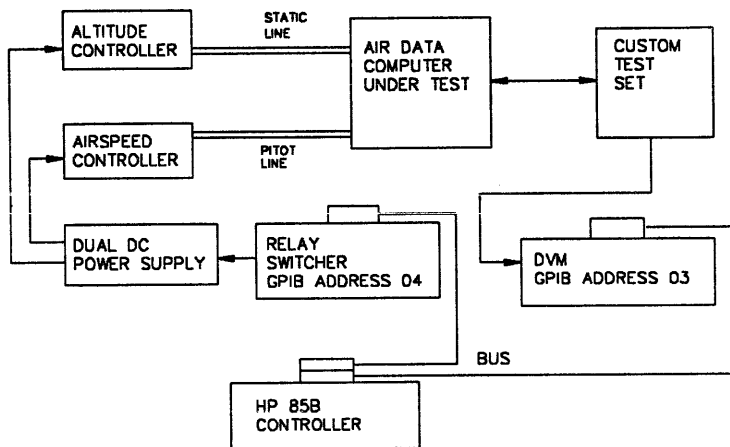 ALTITUDE
CONTROLLER
STATIC
LINE
AIR DATA
COMPUTER
UNDER TEST
CUSTOM
TEST
SET
AIRSPEED
CONTROLLER
PITOT
LINE
DUAL DC
POWER SUPPLY
RELAY
SWITCHER
GPIB ADDRESS 04
DVM
GPIB ADDRESS 03
BUS
HP 85B
CONTROLLER